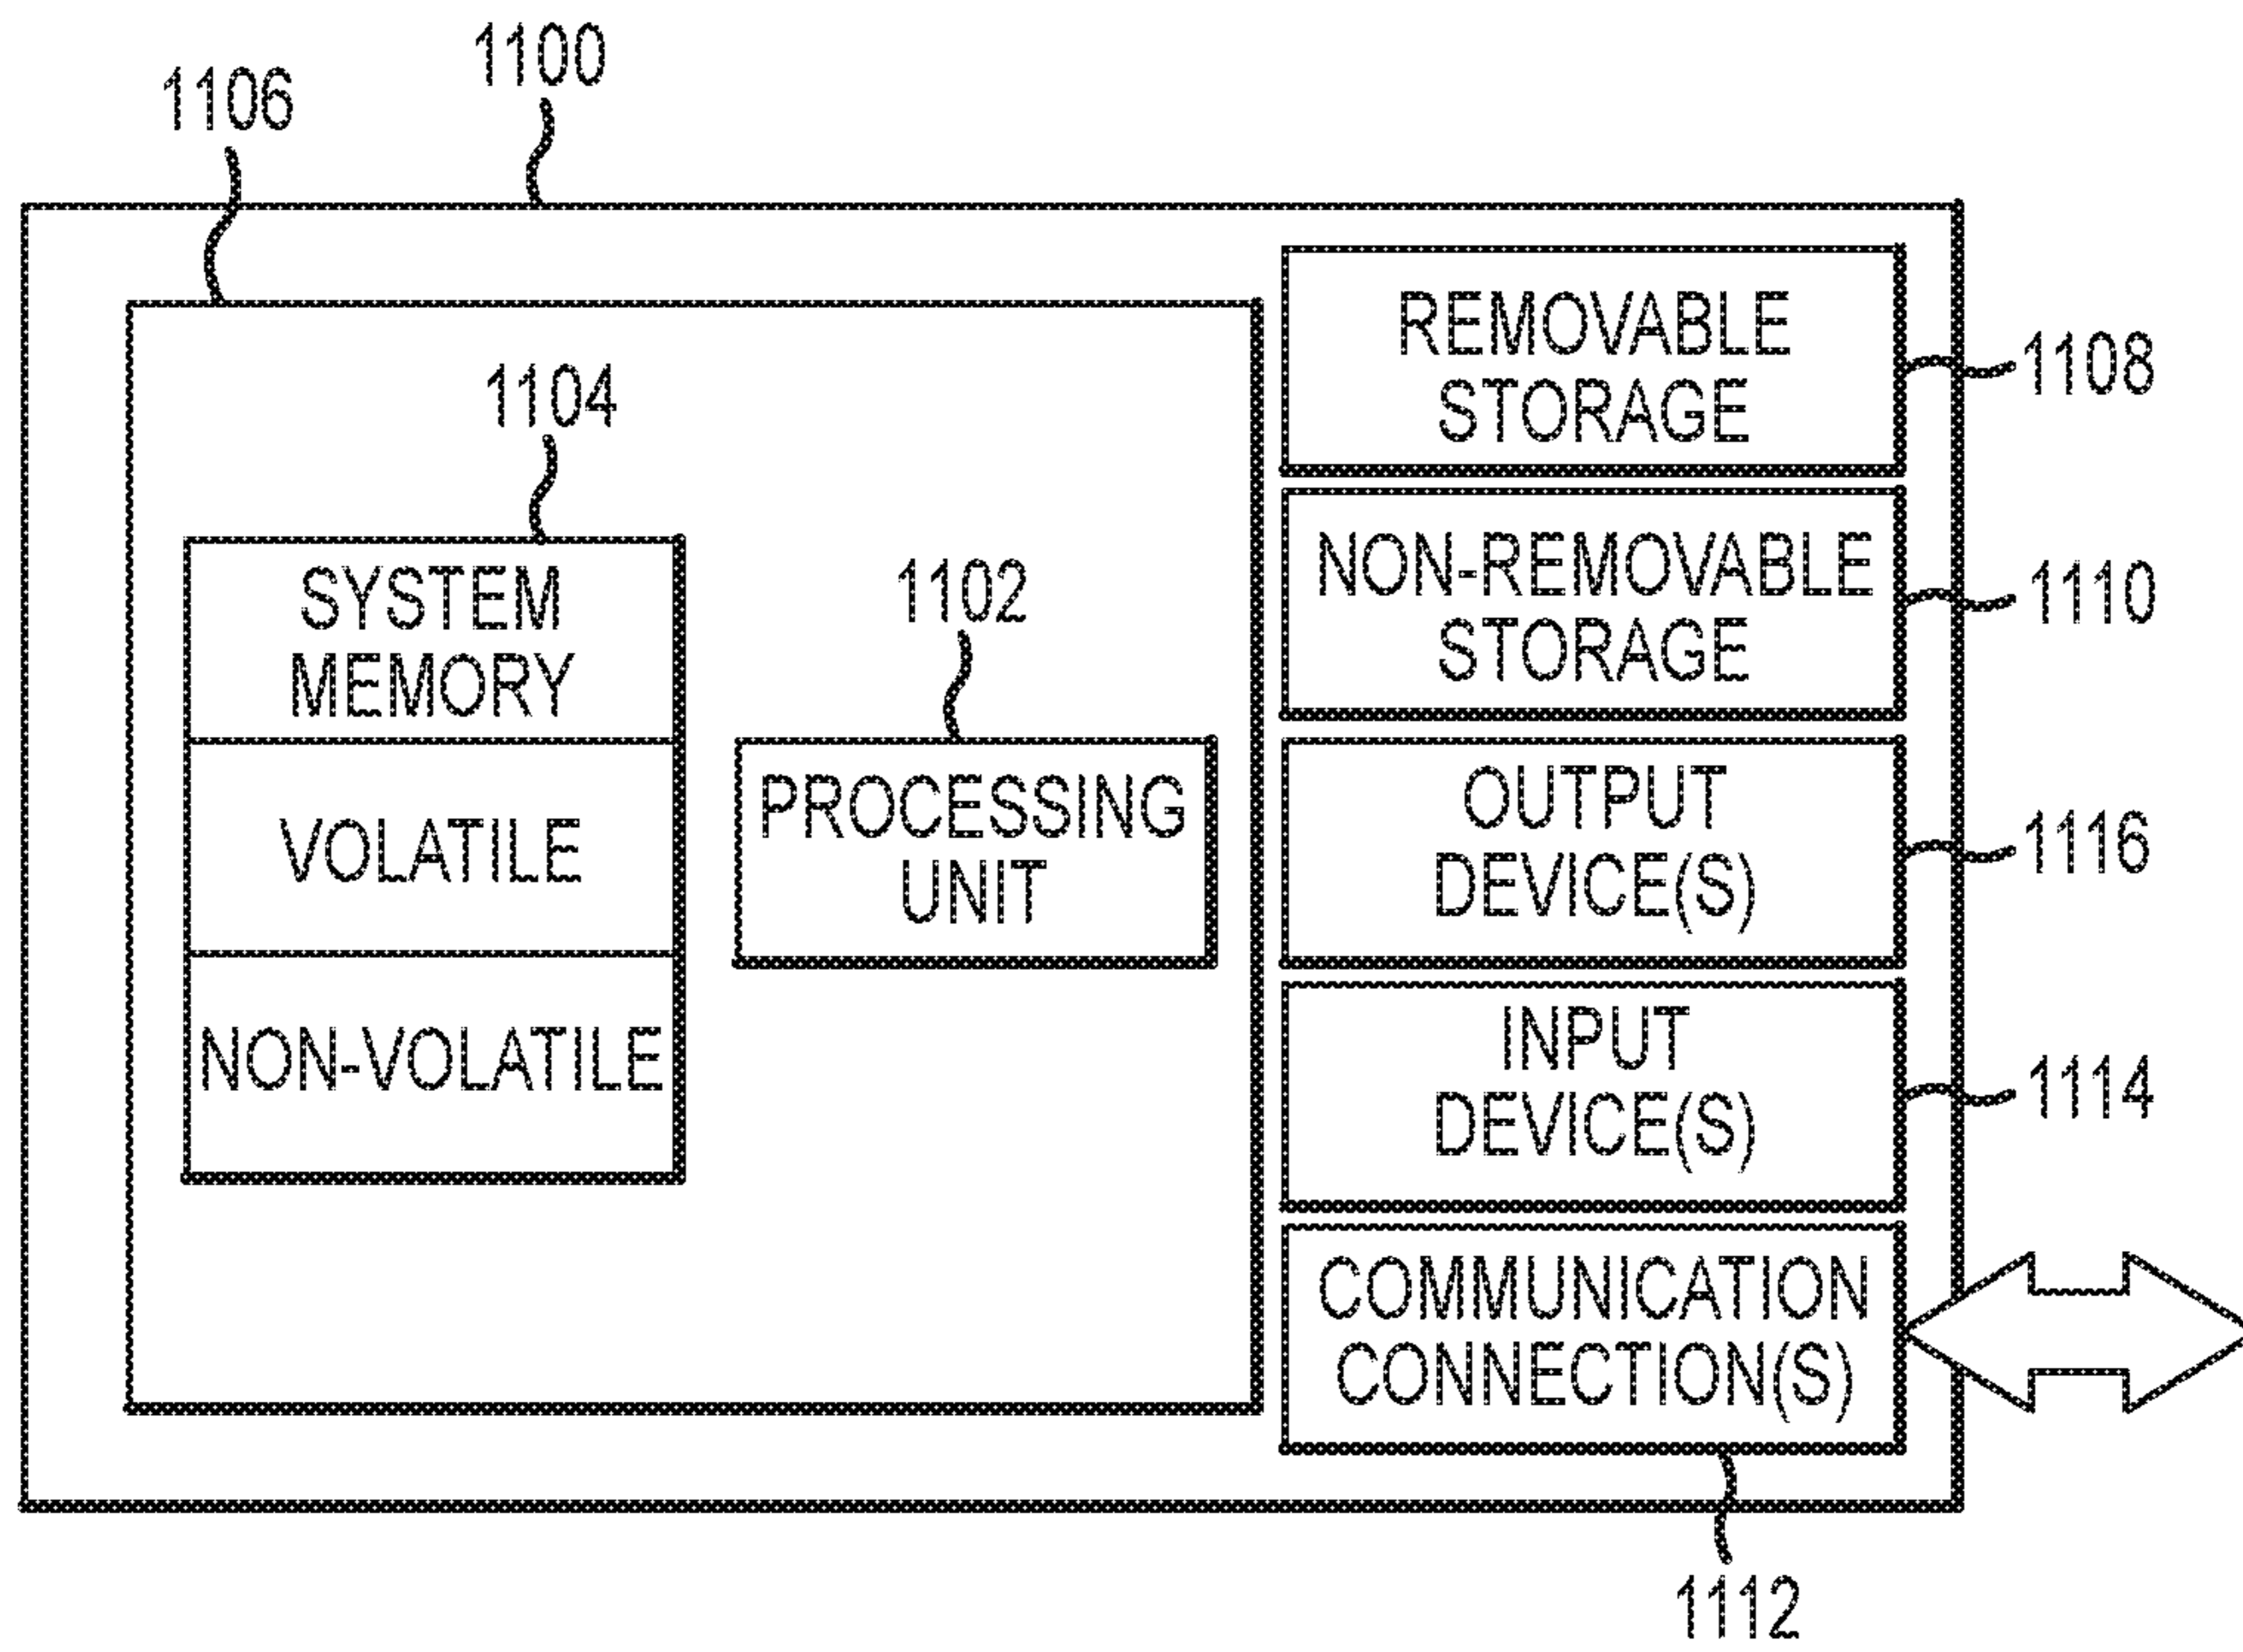 1100
1106
1104
SYSTEM
MEMORY
VOLATILE
NON-VOLATILE
1102
PROCESSING
UNIT
REMOVABLE
STORAGE
1108
NON-REMOVABLE
STORAGE
1110
OUTPUT
DEVICE(S)
1116
INPUT
DEVICE(S)
1114
COMMUNICATION
CONNECTION(S)
1112